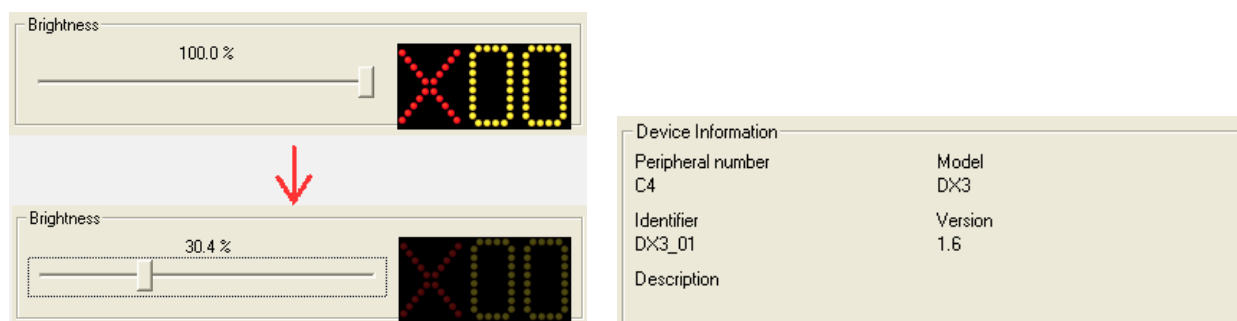 Brightness
100.0 %
X00
Brightness
30.4 %
X00
Device Information
Peripheral number Model
C4 DX3
Identifier Version
DX3_01 1.6
Description